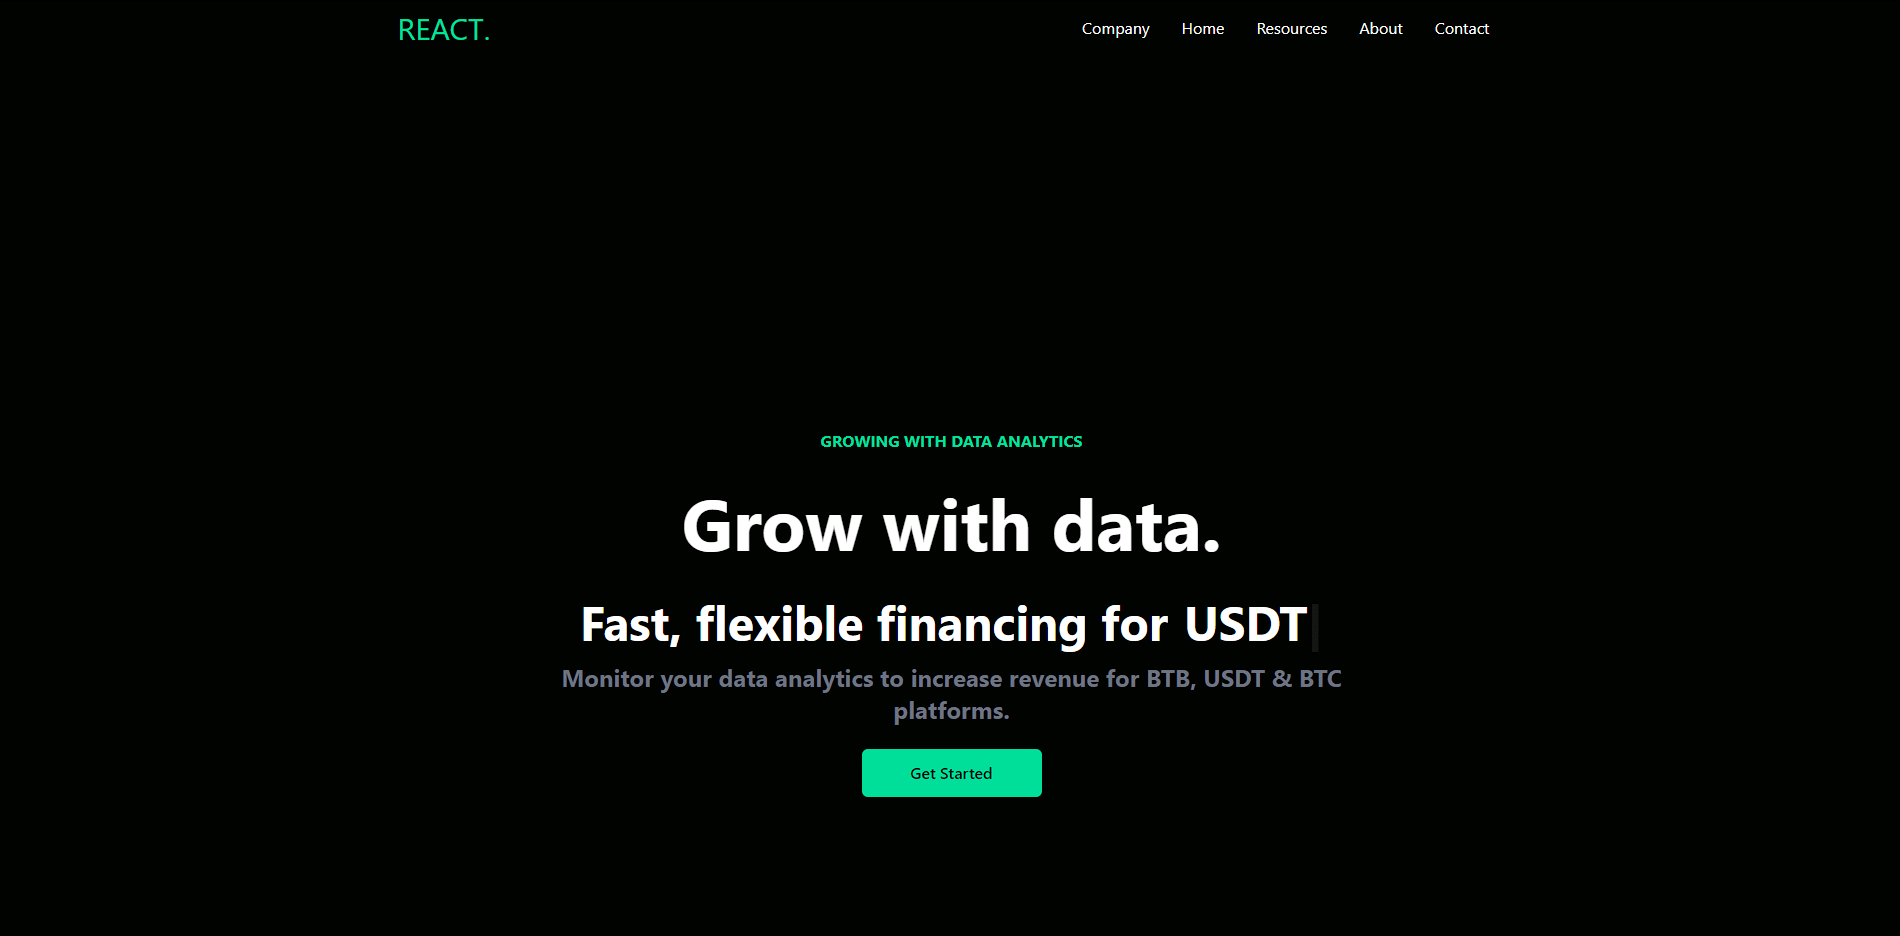 REACT.
Company Home Resources About Contact
GROWING WITH DATA ANALYTICS
Grow with data.
Fast, flexible financing for USDT
Monitor your data analytics to increase revenue for BTB, USDT & BTC
platforms.
Get Started